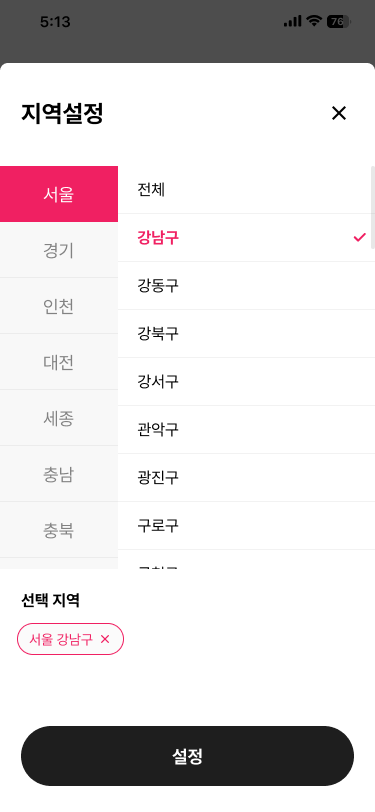 5:13
76
지역설정
서울
경기
인천
대전
세종
충남
충북
전체
강남구
강동구
강북구
강서구
관악구
광진구
구로구
선택 지역
서울 강남구
설정